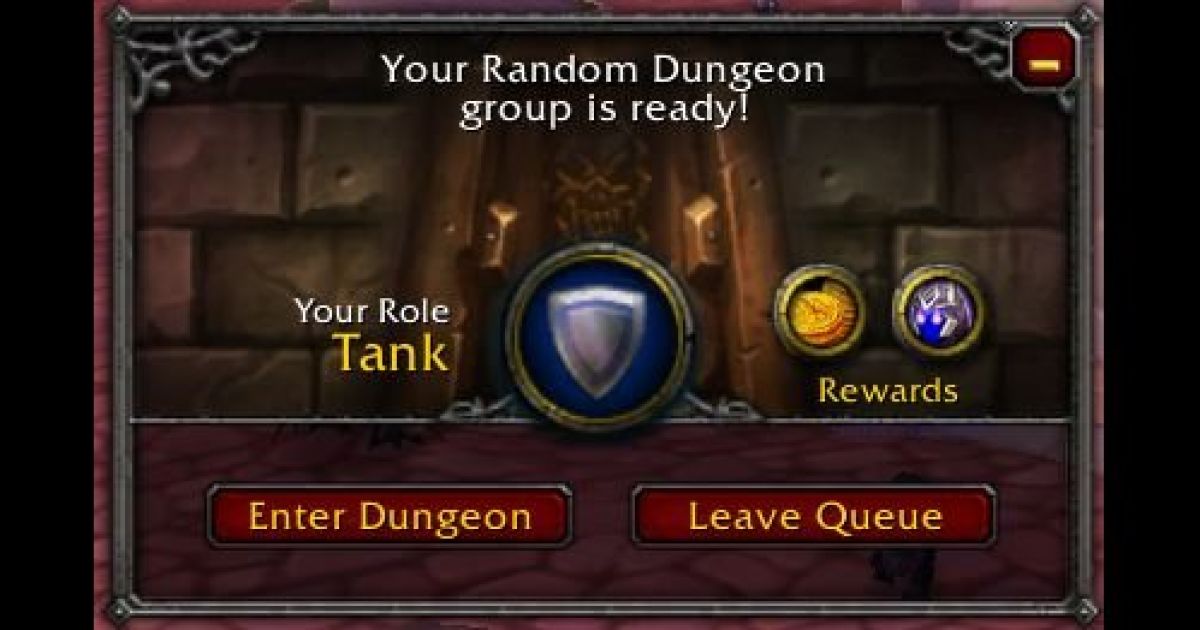 Your Random Dungeon
group is ready!
Your Role
Tank
Rewards
Enter Dungeon
Leave Queue